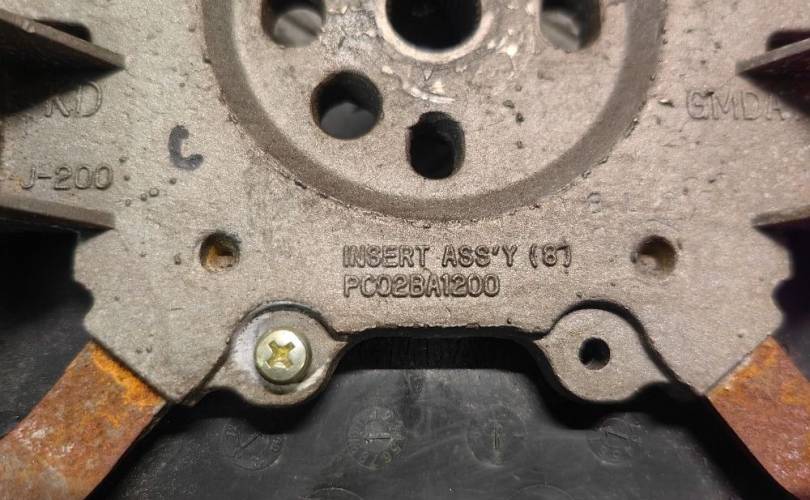 KD
GMDA
J-200
C
INSERT ASS'Y (8)
PC02BA1200